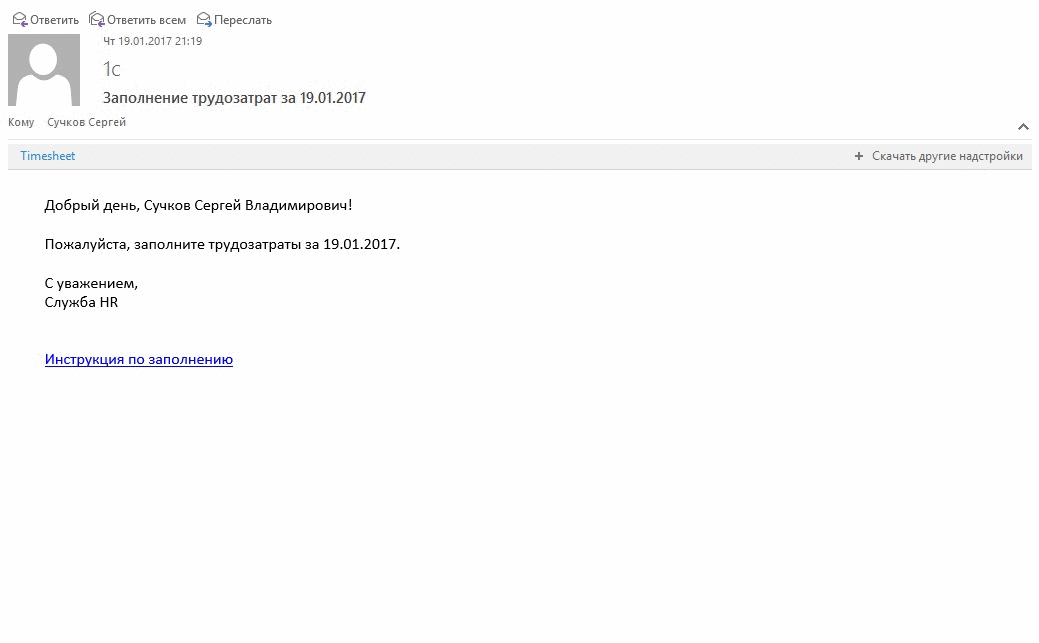 Ответить Ответить всем Переслать
Чт 19.01.2017 21:19
1c
Заполнение трудозатрат за 19.01.2017
Кому Сучков Сергей
Timesheet + Скачать другие надстройки
Добрый день, Сучков Сергей Владимирович!
Пожалуйста, заполните трудозатраты за 19.01.2017.
С уважением,
Служба HR
Инструкция по заполнению